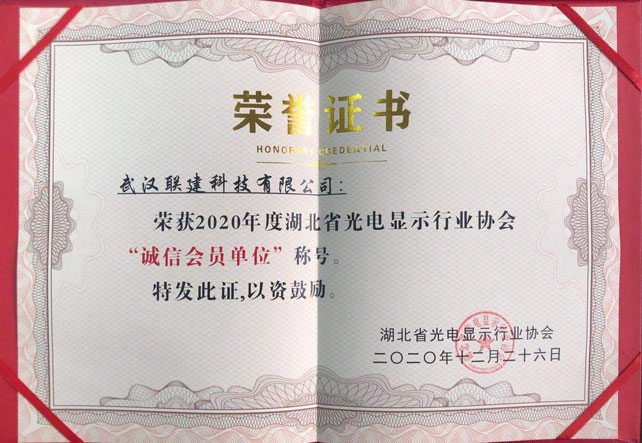 荣誉证书
HONORARY CREDENTIAL
武汉联建科技有限公司:
荣获2020年度湖北省光电显示行业协会
“诚信会员单位”称号。
特发此证,以资鼓励。
湖北省光电显示行业协会
二〇二〇年十二月二十六日